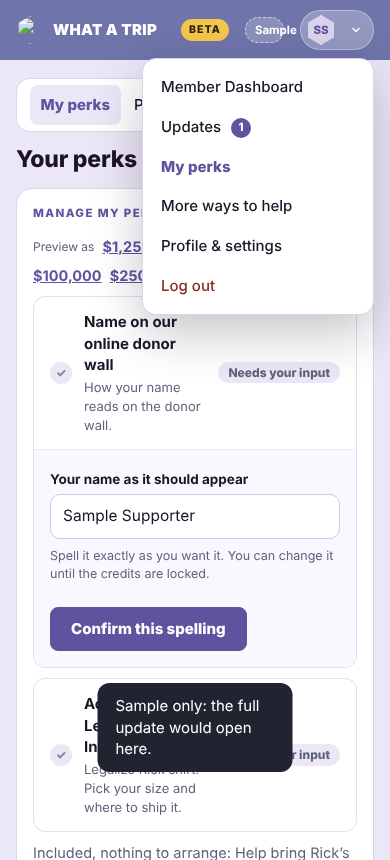 WHAT A TRIP BETA Sample SS
Member Dashboard
Updates 1
My perks
More ways to help
Profile & settings
Log out
My perks P
Your perks
MANAGE MY PE
Preview as $1,25
$100,000 $250
Name on our
online donor
wall
How your name
reads on the donor
wall.
Needs your input
Your name as it should appear
Sample Supporter
Spell it exactly as you want it. You can change it
until the credits are locked.
Confirm this spelling
Sample only: the full
update would open
here.
r input
Pick your size and
where to ship it.
Included, nothing to arrange: Help bring Rick’s